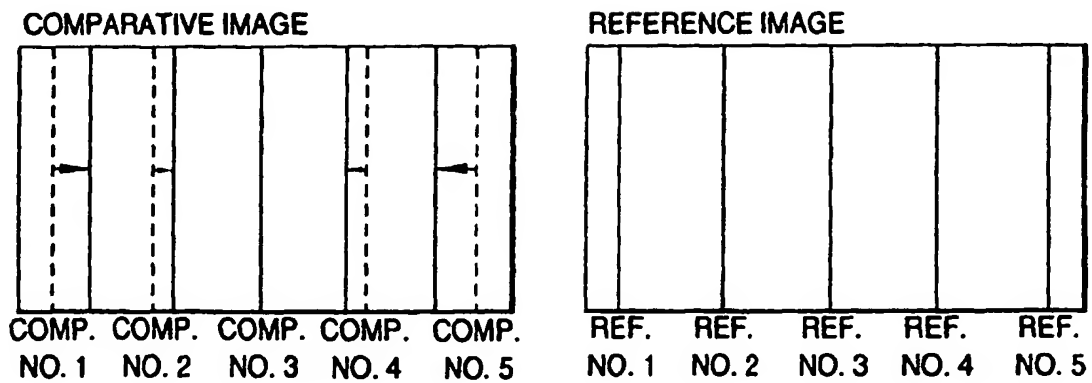 COMPARATIVE IMAGE
COMP. NO. 1
COMP. NO. 2
COMP. NO. 3
COMP. NO. 4
COMP. NO. 5
REFERENCE IMAGE
REF. NO. 1
REF. NO. 2
REF. NO. 3
REF. NO. 4
REF. NO. 5